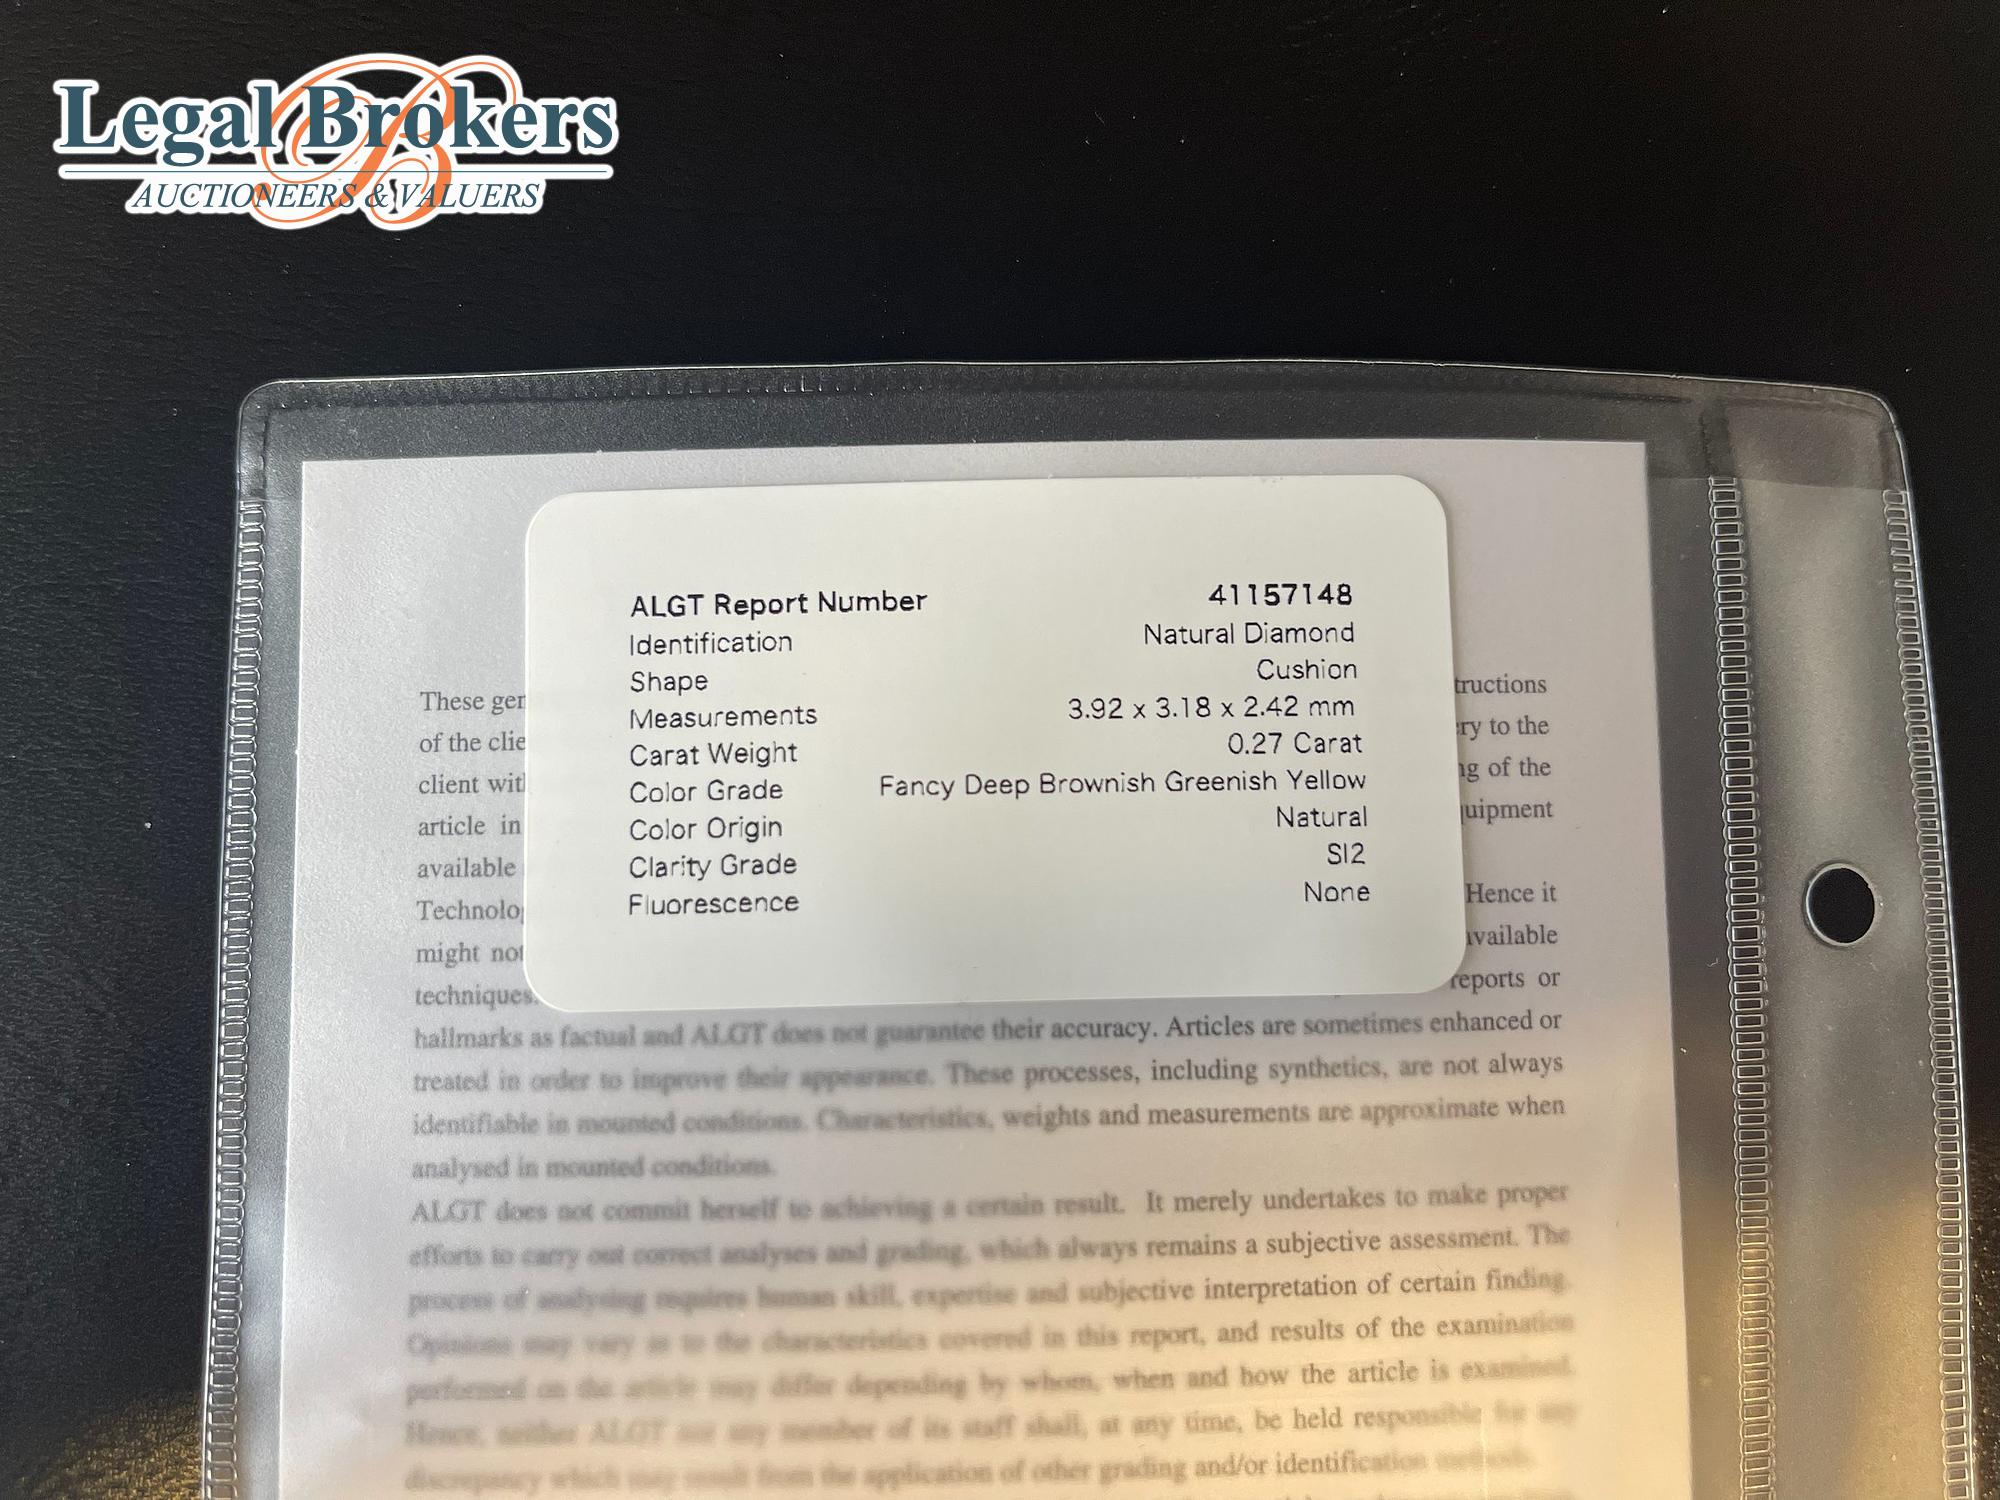 Legal Brokers
AUCTIONEERS & VALUERS
ALGT Report Number 41157148
Identification Natural Diamond
Shape Cushion
Measurements 3.92 x 3.18 x 2.42 mm
Carat Weight 0.27 Carat
Color Grade Fancy Deep Brownish Greenish Yellow
Color Origin Natural
Clarity Grade SI2
Fluorescence None
These
of the ry to the
client of the
article in
available
Hence it
might
techniques. reports or
hallmarks as factual and ALGT does not guarantee their accuracy. Articles are sometimes enhanced or
treated in order to improve their appearance. These processes, including synthetics, are not always
identifiable in mounted conditions. Characteristics, weights and measurements are approximate when
analysed in mounted conditions.
ALGT does not commit herself to achieving a certain result. It merely undertakes to make proper
efforts to carry out correct analyses and grading, which always remains a subjective assessment. The
process of analysing requires human skill, expertise and subjective interpretation of certain finding.
Opinions may vary as to the characteristics covered in this report, and results of the examination
performed on the article may differ depending by whom, when and how the article is examined.
Hence, neither ALGT nor any member of its staff shall, at any time, be held responsible for any
discrepancy which may result from the application of other grading and/or identification methods.